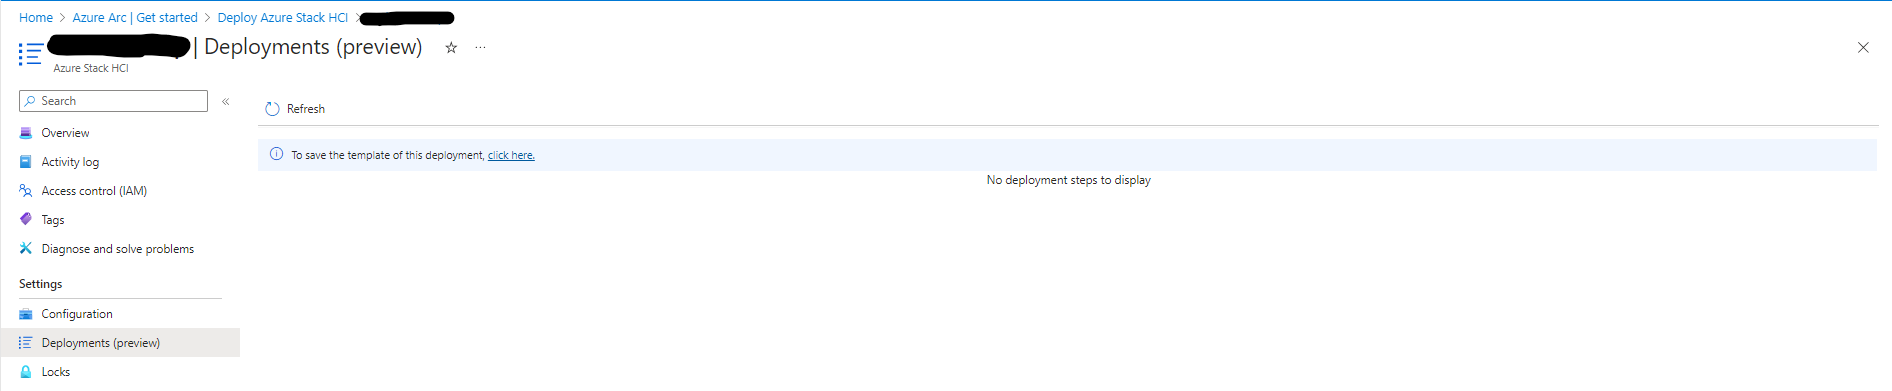 Home > Azure Arc | Get started > Deploy Azure Stack HCI >
| Deployments (preview) ☆ ...
Azure Stack HCI
Search «
Overview
Activity log
Access control (IAM)
Tags
Diagnose and solve problems
Settings
Configuration
Deployments (preview)
Locks
Refresh
To save the template of this deployment, click here.
No deployment steps to display